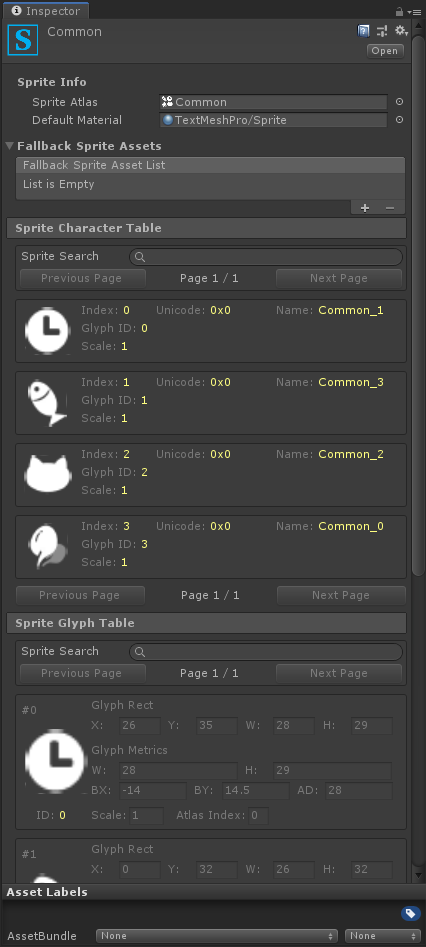 Inspector
S Common
Open
Sprite Info
Sprite Atlas Common
Default Material TextMeshPro/Sprite
Fallback Sprite Assets
Fallback Sprite Asset List
List is Empty
+ −
Sprite Character Table
Sprite Search
Previous Page Page 1 / 1 Next Page
Index: 0 Unicode: 0x0 Name: Common_1
Glyph ID: 0
Scale: 1
Index: 1 Unicode: 0x0 Name: Common_3
Glyph ID: 1
Scale: 1
Index: 2 Unicode: 0x0 Name: Common_2
Glyph ID: 2
Scale: 1
Index: 3 Unicode: 0x0 Name: Common_0
Glyph ID: 3
Scale: 1
Previous Page Page 1 / 1 Next Page
Sprite Glyph Table
Sprite Search
Previous Page Page 1 / 1 Next Page
#0 Glyph Rect
X: 26 Y: 35 W: 28 H: 29
Glyph Metrics
W: 28 H: 29
BX: -14 BY: 14.5 AD: 28
ID: 0 Scale: 1 Atlas Index: 0
#1 Glyph Rect
X: 0 Y: 32 W: 26 H: 32
Asset Labels
AssetBundle None None